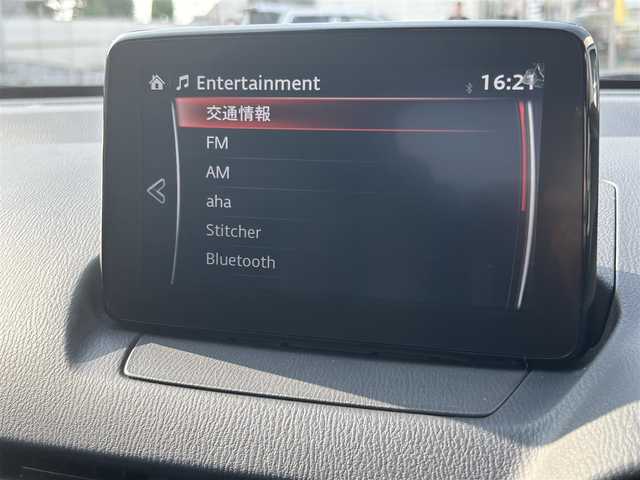 Entertainment 16:21
交通情報
FM
AM
aha
Stitcher
Bluetooth